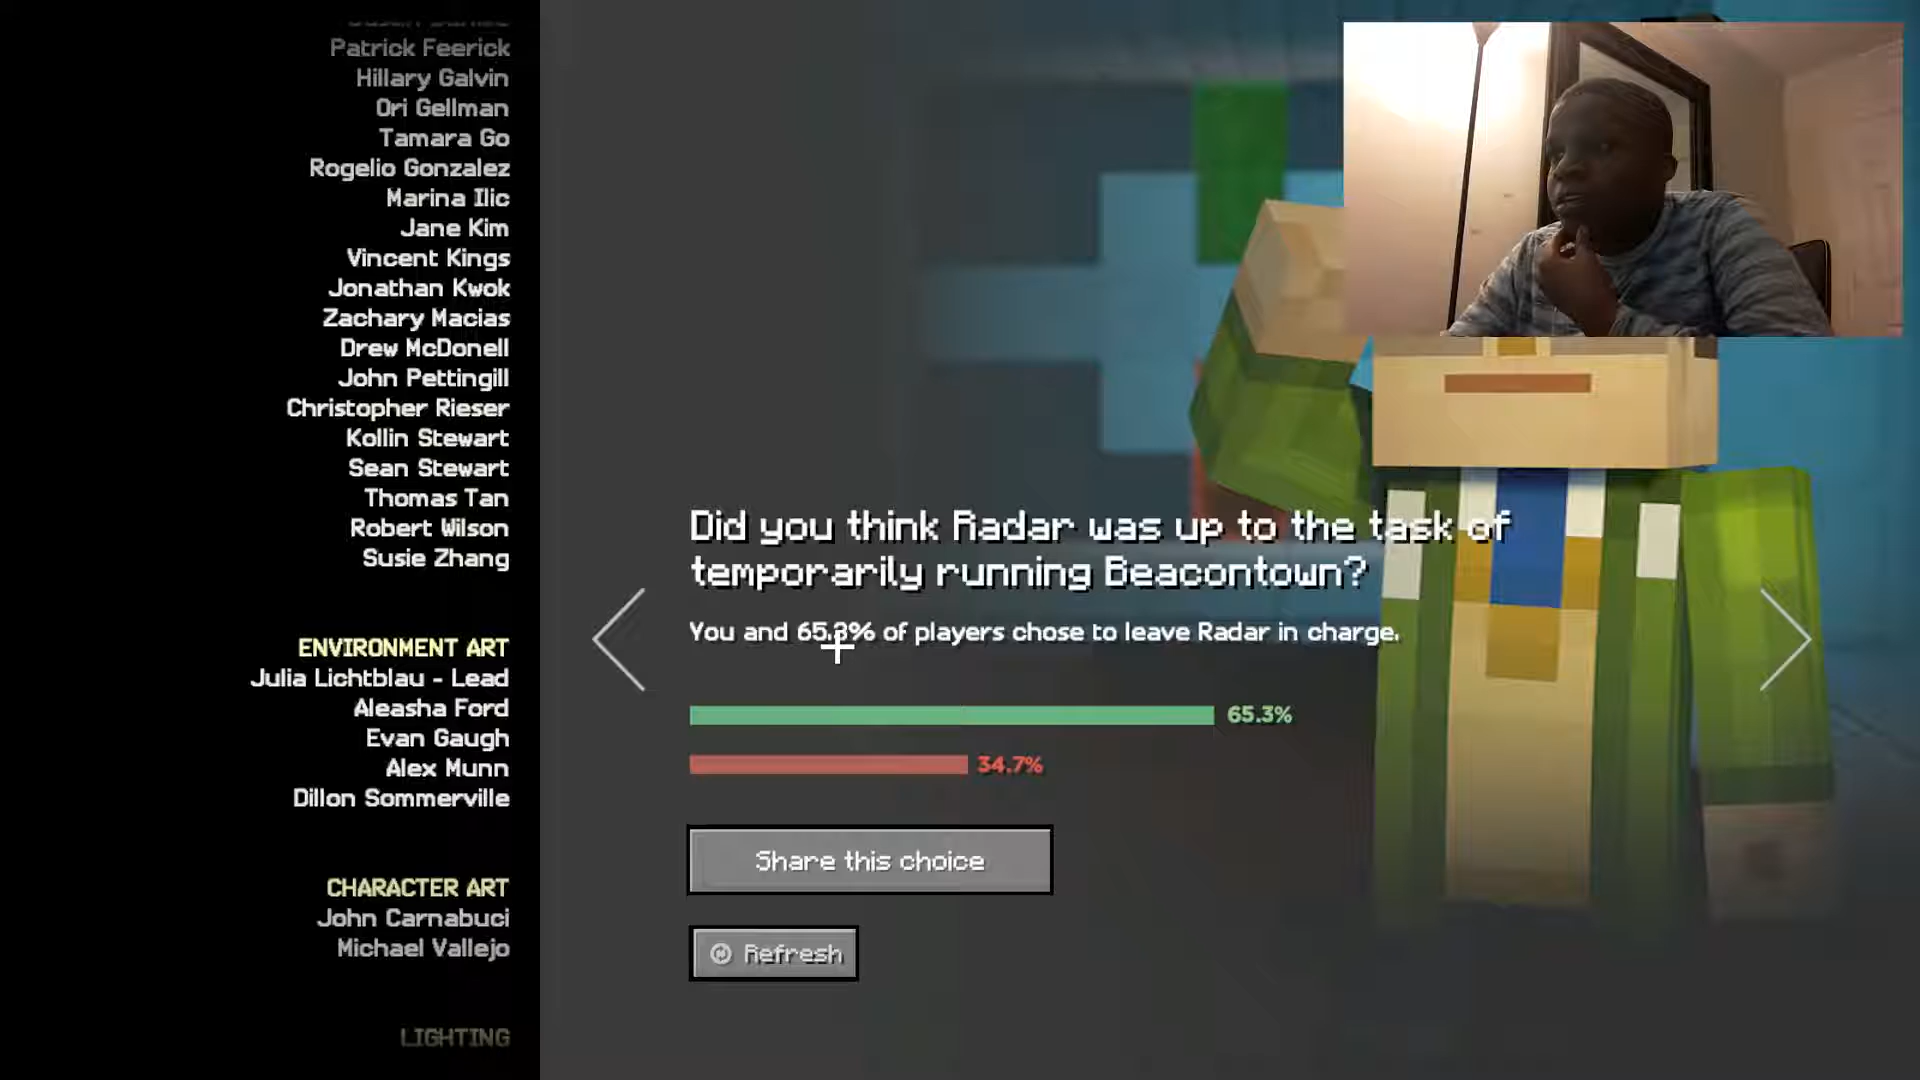 Patrick Feerick
Hillary Galvin
Ori Gellman
Tamara Go
Rogelio Gonzalez
Marina Ilic
Jane Kim
Vincent Kings
Jonathan Kwok
Zachary Macias
Drew McDonell
John Pettingill
Christopher Rieser
Kollin Stewart
Sean Stewart
Thomas Tan
Robert Wilson
Susie Zhang
ENVIRONMENT ART
Julia Lichtblau - Lead
Aleasha Ford
Evan Gaugh
Alex Munn
Dillon Sommerville
CHARACTER ART
John Carnabuci
Michael Vallejo
LIGHTING
Did you think Radar was up to the task of
temporarily running Beacontown?
You and 65.3% of players chose to leave Radar in charge.
65.3%
34.7%
Share this choice
Refresh